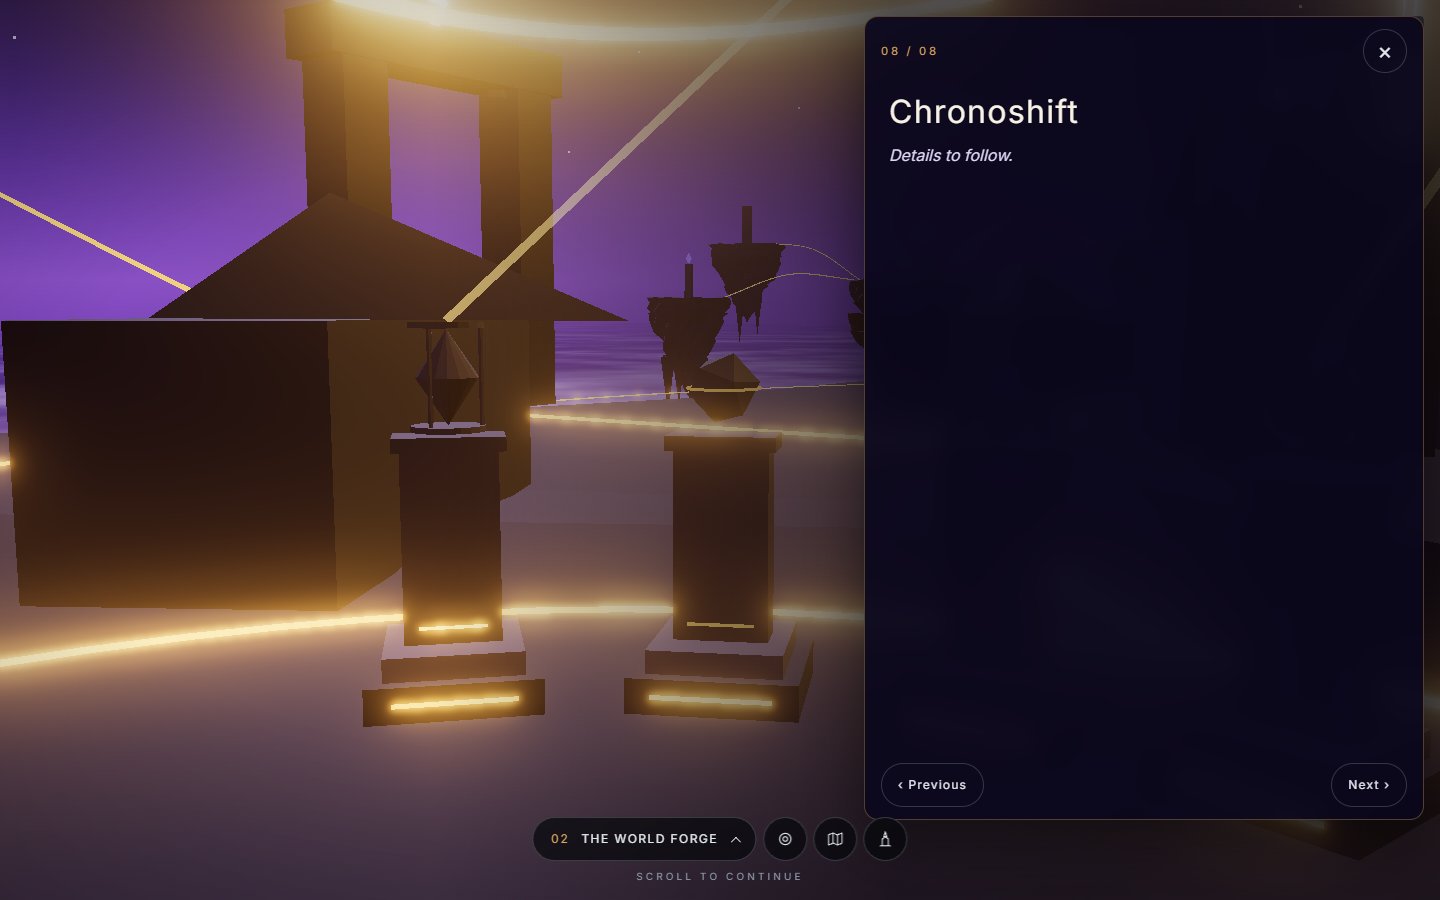 08 / 08
Chronoshift
Details to follow.
‹ Previous
Next ›
02 THE WORLD FORGE
SCROLL TO CONTINUE